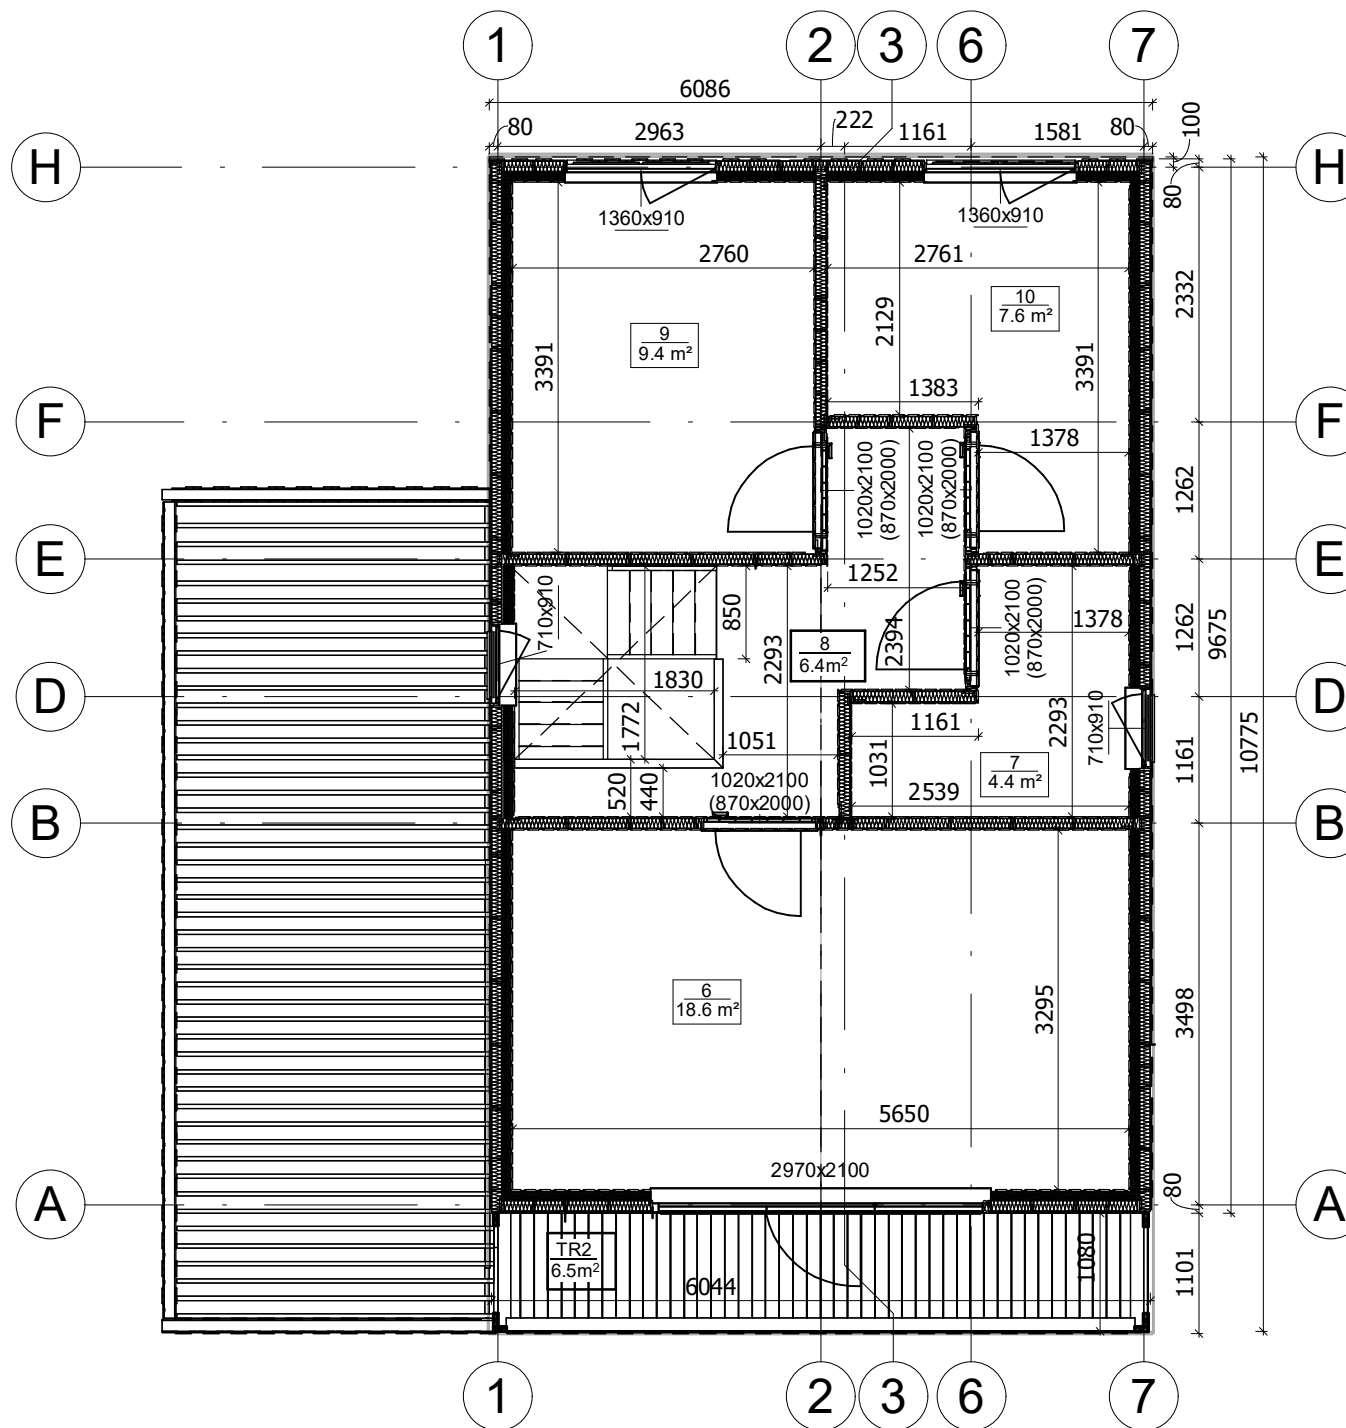 1
2
3
6
7
6086
80
2963
222
1161
1581
80
100
H
H
80
1360x910
1360x910
2760
2761
2332
10
7.6 m²
2129
9
9.4 m²
3391
3391
1383
F
F
1020x2100
(870x2000)
1020x2100
(870x2000)
1378
1262
E
E
710x910
850
1252
1020x2100
(870x2000)
1378
1262
9675
2293
8
6.4m²
2394
D
D
1830
1772
1051
1161
2293
710x910
1161
10775
7
4.4 m²
520
440
1020x2100
(870x2000)
1031
2539
B
B
6
18.6 m²
3295
3498
5650
2970x2100
80
A
A
TR2
6.5m²
6044
1080
1101
1
2
3
6
7